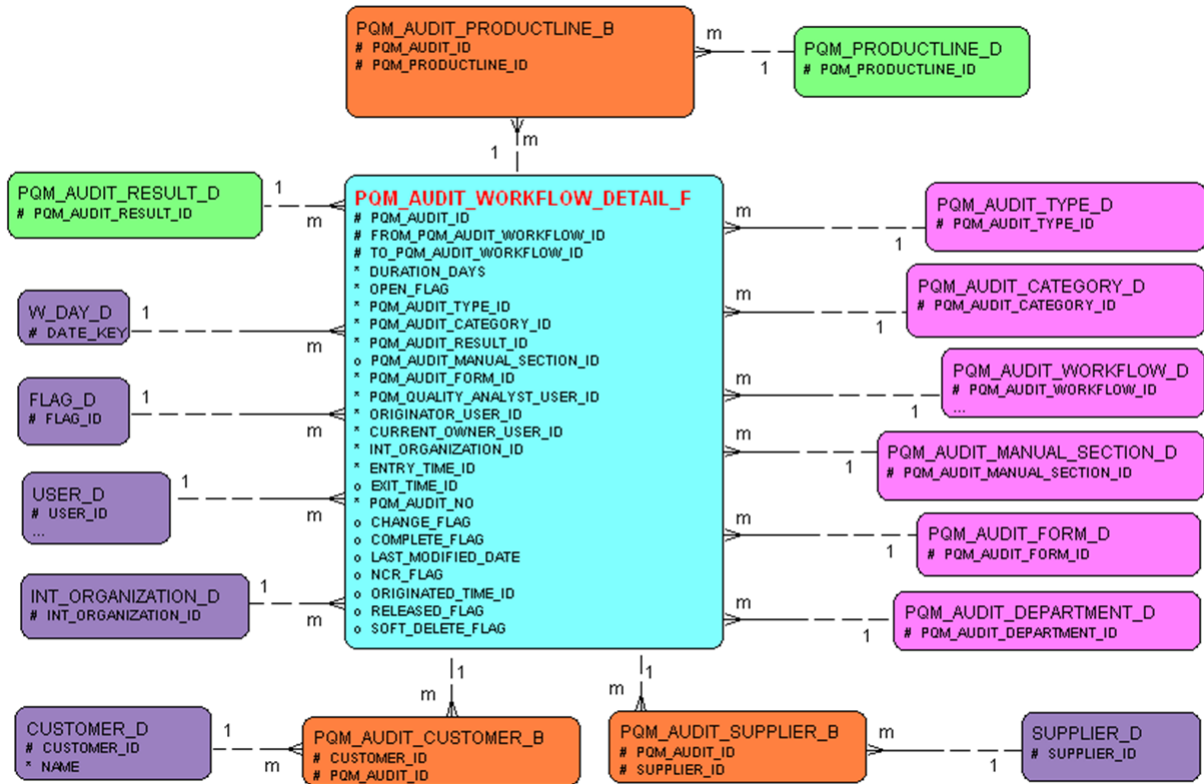 PQM_AUDIT_PRODUCTLINE_B
# PQM_AUDIT_ID
# PQM_PRODUCTLINE_ID
m
1
PQM_PRODUCTLINE_D
# PQM_PRODUCTLINE_ID
m
1
PQM_AUDIT_RESULT_D
# PQM_AUDIT_RESULT_ID
1
m
W_DAY_D
# DATE_KEY
1
m
FLAG_D
# FLAG_ID
1
m
USER_D
# USER_ID
...
1
m
INT_ORGANIZATION_D
# INT_ORGANIZATION_ID
1
m
PQM_AUDIT_WORKFLOW_DETAIL_F
# PQM_AUDIT_ID
# FROM_PQM_AUDIT_WORKFLOW_ID
# TO_PQM_AUDIT_WORKFLOW_ID
* DURATION_DAYS
* OPEN_FLAG
* PQM_AUDIT_TYPE_ID
* PQM_AUDIT_CATEGORY_ID
* PQM_AUDIT_RESULT_ID
o PQM_AUDIT_MANUAL_SECTION_ID
* PQM_AUDIT_FORM_ID
* PQM_QUALITY_ANALYST_USER_ID
* ORIGINATOR_USER_ID
* CURRENT_OWNER_USER_ID
* INT_ORGANIZATION_ID
* ENTRY_TIME_ID
o EXIT_TIME_ID
* PQM_AUDIT_NO
o CHANGE_FLAG
o COMPLETE_FLAG
o LAST_MODIFIED_DATE
o NCR_FLAG
o ORIGINATED_TIME_ID
o RELEASED_FLAG
o SOFT_DELETE_FLAG
m
1
PQM_AUDIT_TYPE_D
# PQM_AUDIT_TYPE_ID
m
1
PQM_AUDIT_CATEGORY_D
# PQM_AUDIT_CATEGORY_ID
m
1
PQM_AUDIT_WORKFLOW_D
# PQM_AUDIT_WORKFLOW_ID
...
m
1
PQM_AUDIT_MANUAL_SECTION_D
# PQM_AUDIT_MANUAL_SECTION_ID
m
1
PQM_AUDIT_FORM_D
# PQM_AUDIT_FORM_ID
m
1
PQM_AUDIT_DEPARTMENT_D
# PQM_AUDIT_DEPARTMENT_ID
1
m
1
m
CUSTOMER_D
# CUSTOMER_ID
* NAME
1
m
PQM_AUDIT_CUSTOMER_B
# CUSTOMER_ID
# PQM_AUDIT_ID
PQM_AUDIT_SUPPLIER_B
# PQM_AUDIT_ID
# SUPPLIER_ID
m
1
SUPPLIER_D
# SUPPLIER_ID